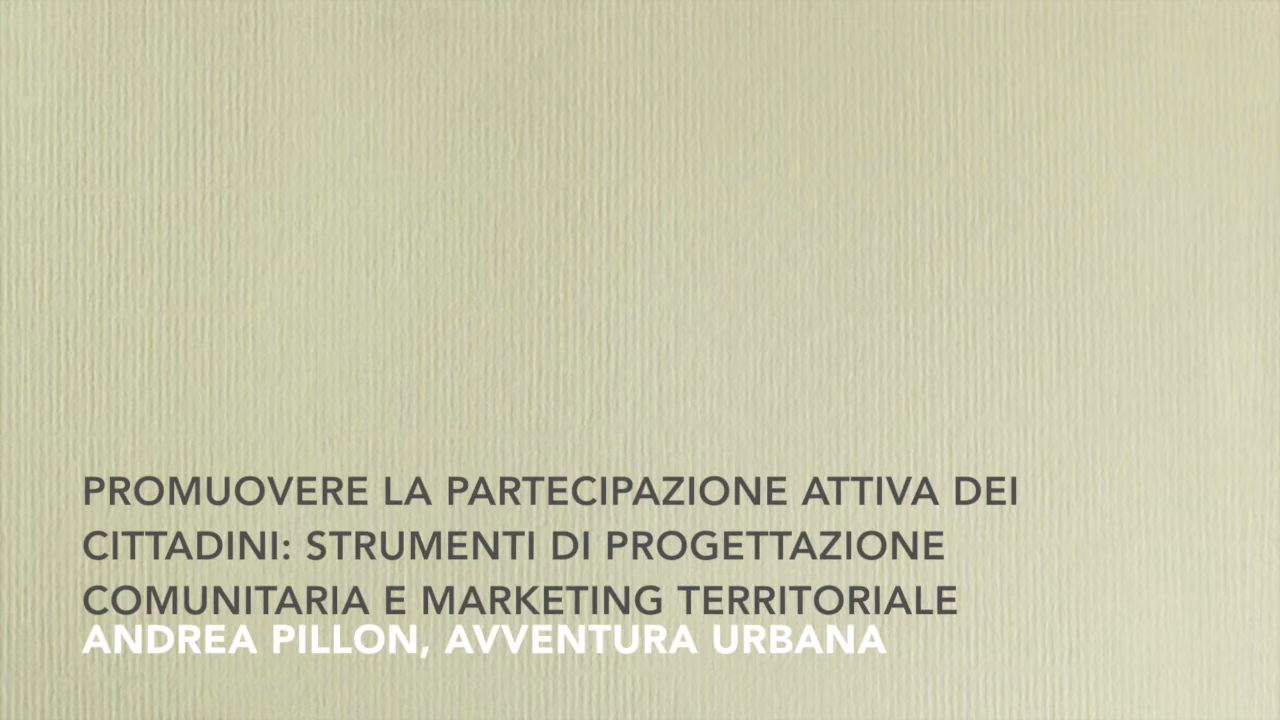 PROMUOVERE LA PARTECIPAZIONE ATTIVA DEI
CITTADINI: STRUMENTI DI PROGETTAZIONE
COMUNITARIA E MARKETING TERRITORIALE
ANDREA PILLON, AVVENTURA URBANA